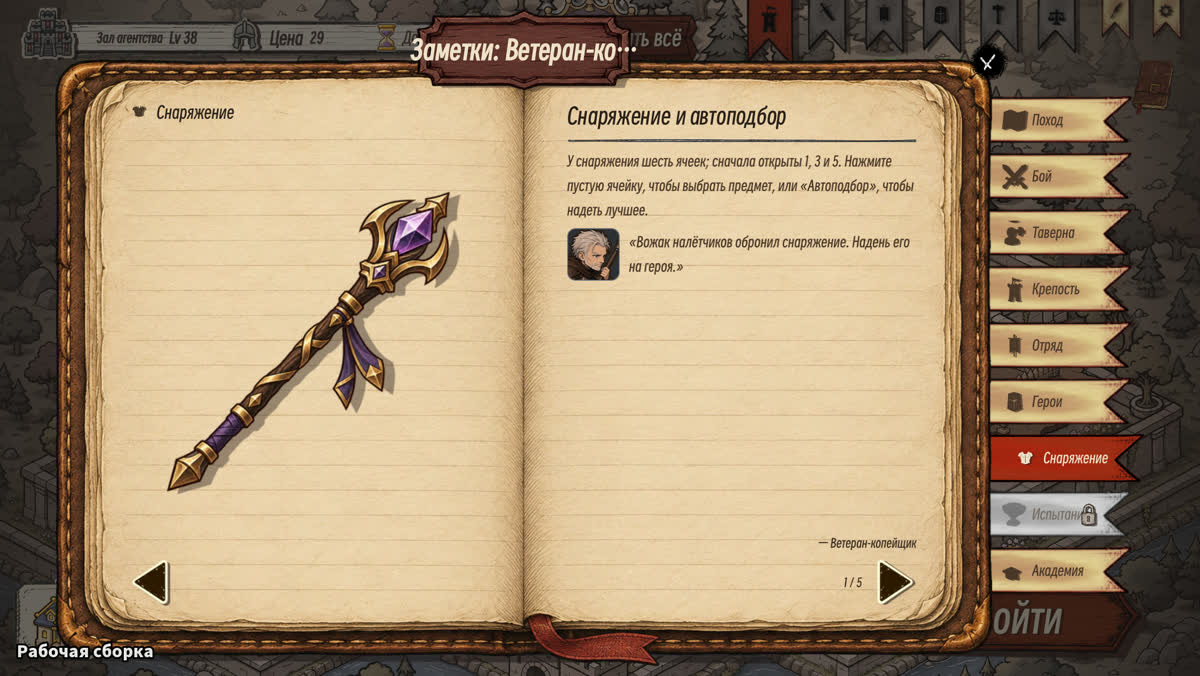 Зал агентства Lv 38
Цена 29
ть всё
Заметки: Ветеран-ко...
Снаряжение
Снаряжение и автоподбор
У снаряжения шесть ячеек; сначала открыты 1, 3 и 5. Нажмите
пустую ячейку, чтобы выбрать предмет, или «Автоподбор», чтобы
надеть лучшее.
«Вожак налётчиков обронил снаряжение. Надень его
на героя.»
— Ветеран-копейщик
1 / 5
Поход
Бой
Таверна
Крепость
Отряд
Герои
Снаряжение
Испытани
Академия
ОЙТИ
Рабочая сборка